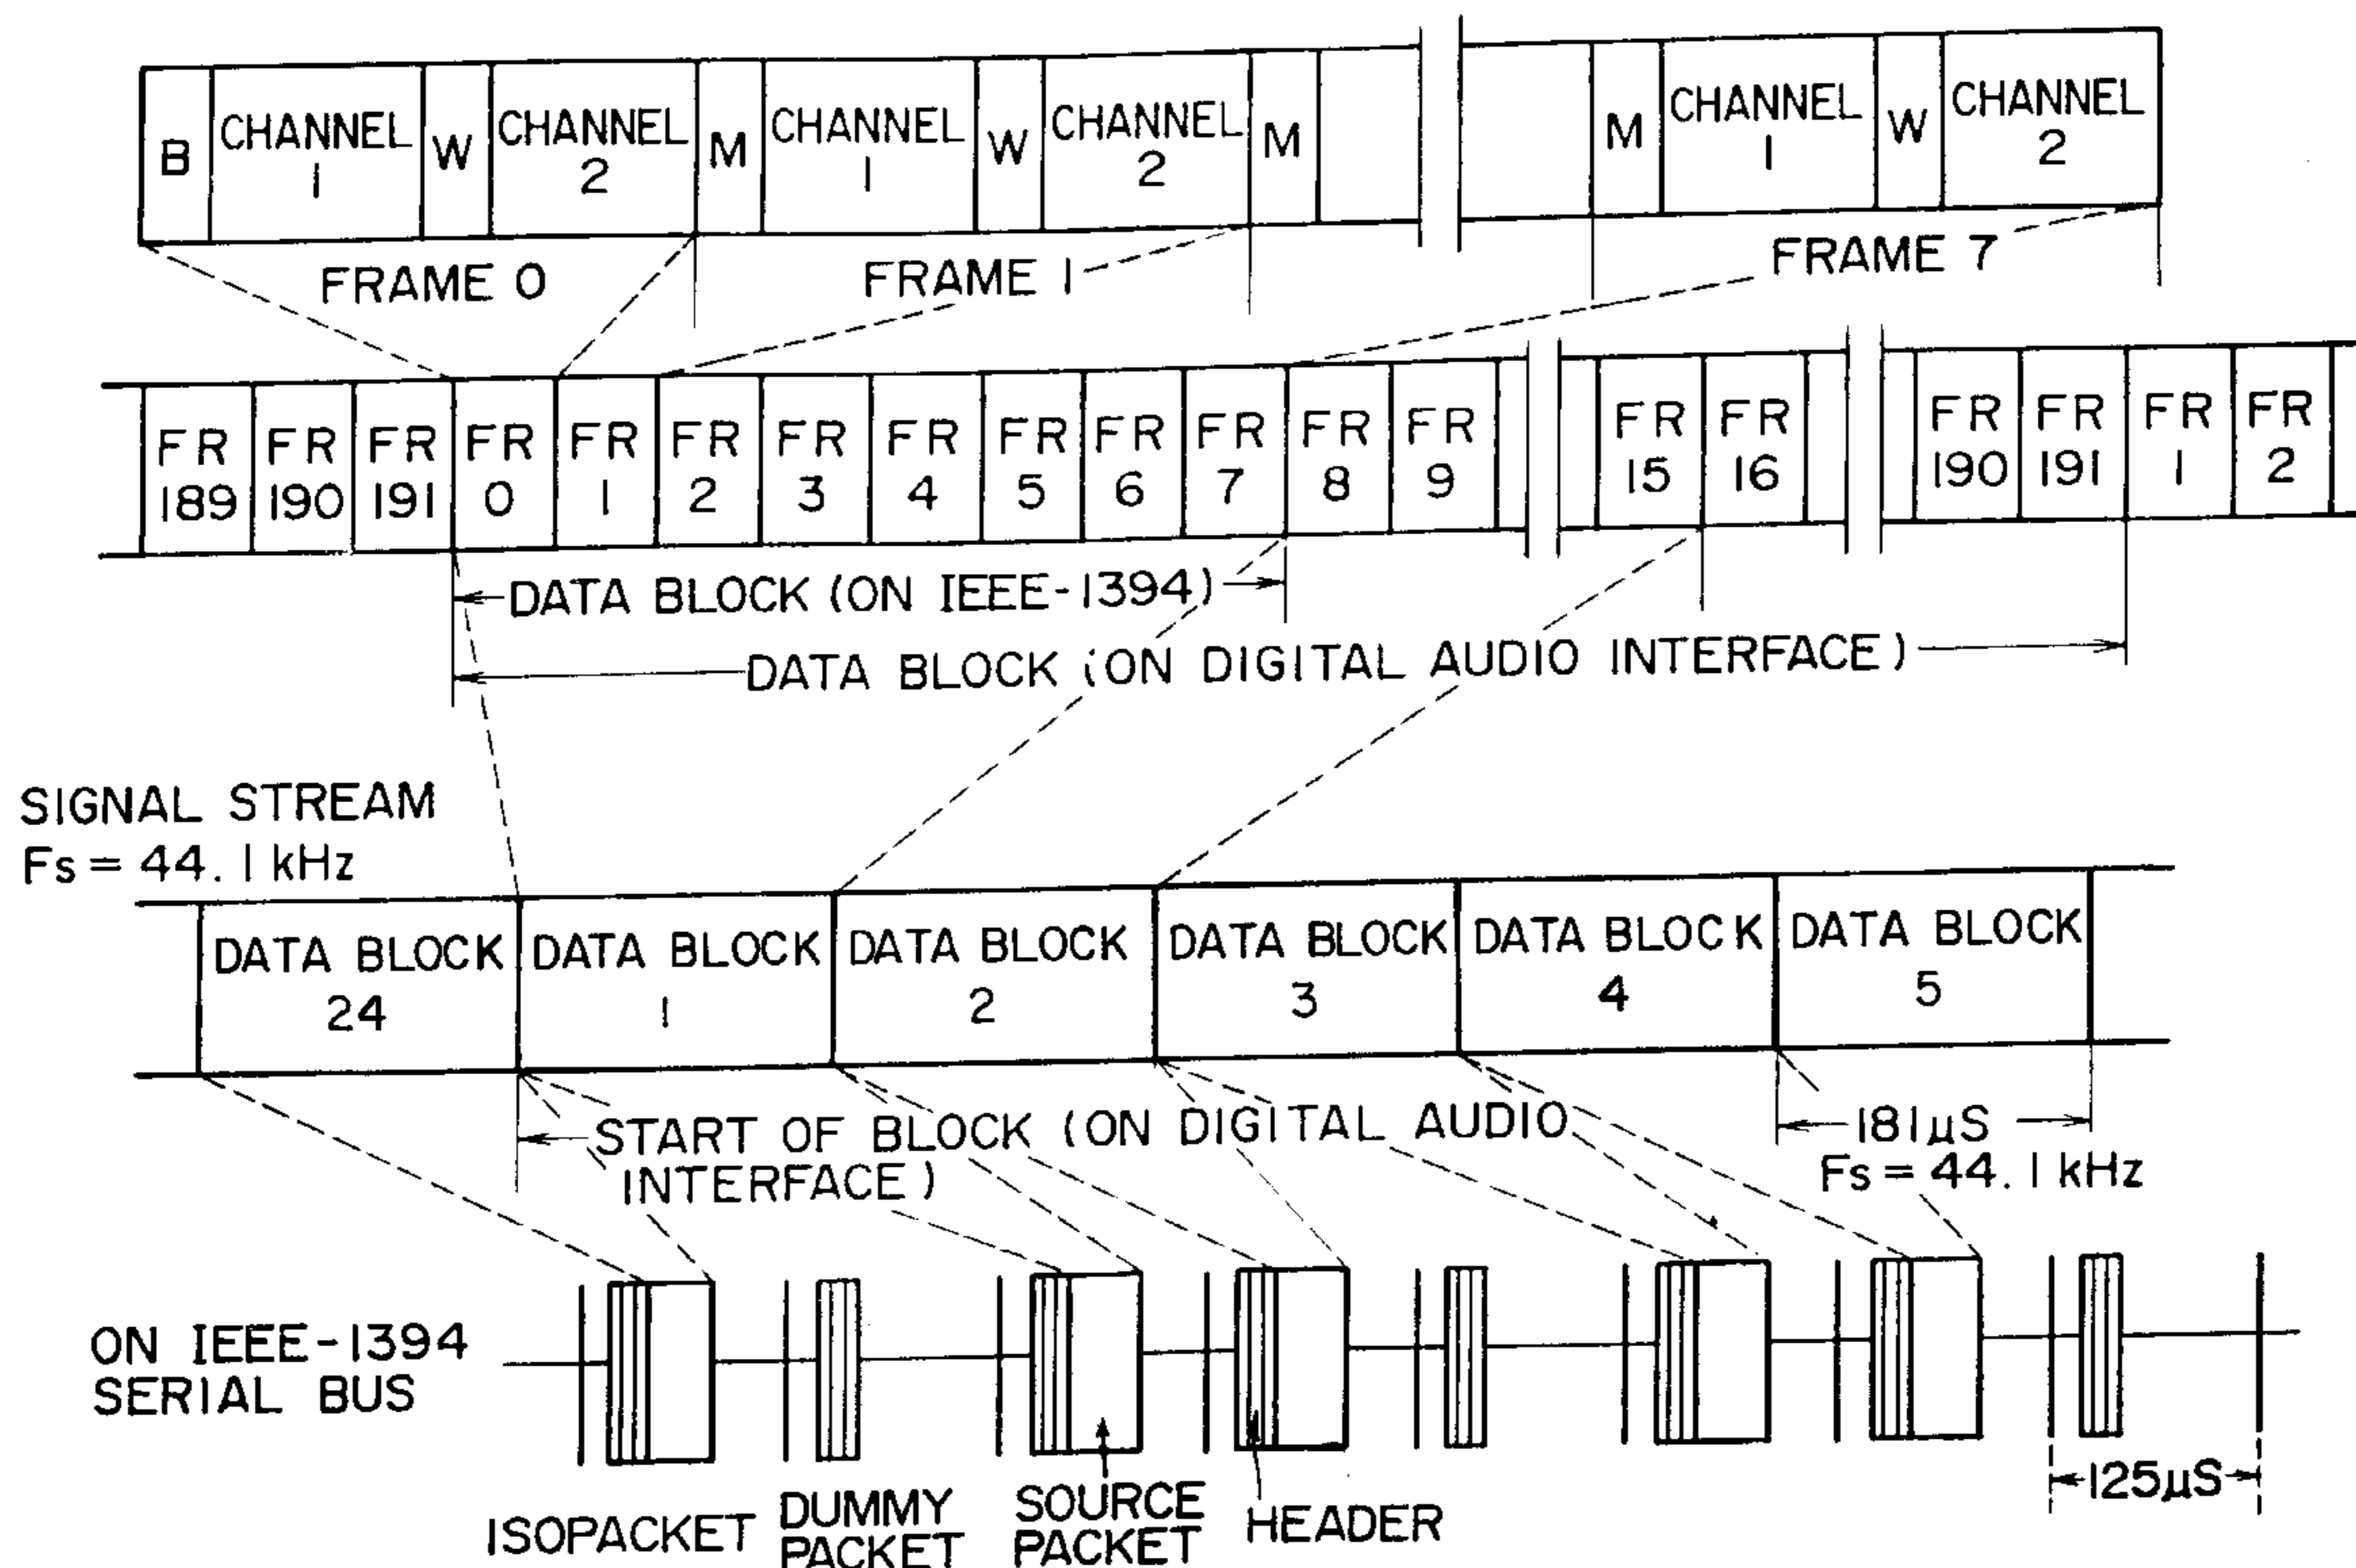 B CHANNEL 1 W CHANNEL 2 M CHANNEL 1 W CHANNEL 2 M M CHANNEL 1 W CHANNEL 2
FRAME 0 FRAME 1 FRAME 7
FR 189 FR 190 FR 191 FR 0 FR 1 FR 2 FR 3 FR 4 FR 5 FR 6 FR 7 FR 8 FR 9 FR 15 FR 16 FR 190 FR 191 FR 1 FR 2
DATA BLOCK (ON IEEE-1394)
DATA BLOCK (ON DIGITAL AUDIO INTERFACE)
SIGNAL STREAM
Fs = 44.1 kHz
DATA BLOCK 24 DATA BLOCK 1 DATA BLOCK 2 DATA BLOCK 3 DATA BLOCK 4 DATA BLOCK 5
START OF BLOCK (ON DIGITAL AUDIO
INTERFACE)
181µS
Fs = 44.1 kHz
ON IEEE-1394
SERIAL BUS
125µS
ISOPACKET
DUMMY
PACKET
SOURCE
PACKET
HEADER